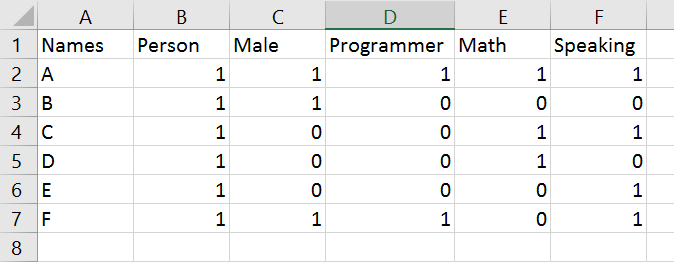 A B C D E F
1 Names Person Male Programmer Math Speaking
2 A 1 1 1 1 1
3 B 1 1 0 0 0
4 C 1 0 0 1 1
5 D 1 0 0 1 0
6 E 1 0 0 0 1
7 F 1 1 1 0 1
8